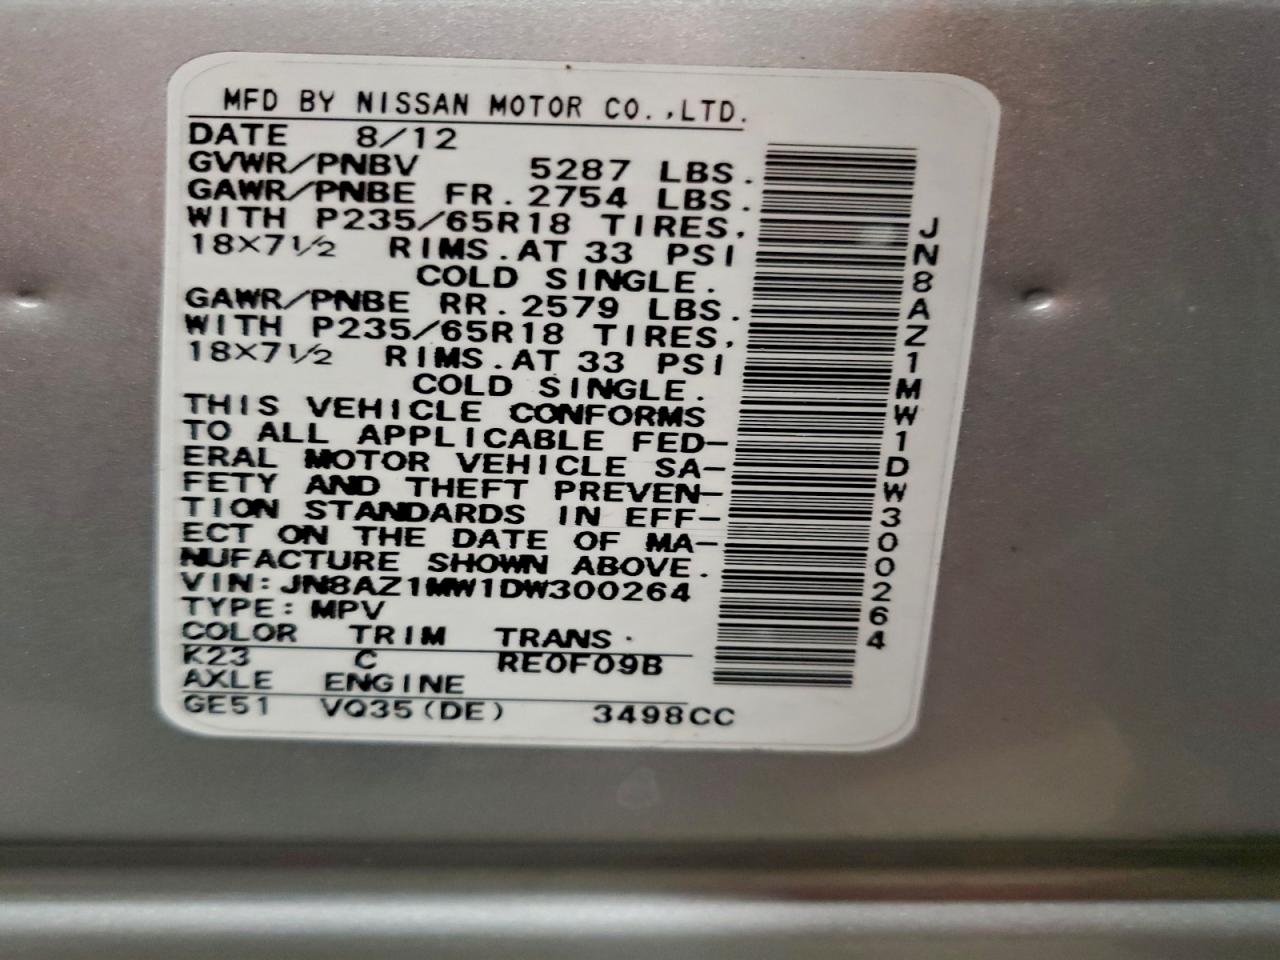 MFD BY NISSAN MOTOR CO.,LTD.
DATE 8/12
GVWR/PNBV 5287 LBS.
GAWR/PNBE FR. 2754 LBS.
WITH P235/65R18 TIRES,
18×7 1/2 RIMS.AT 33 PSI
COLD SINGLE.
GAWR/PNBE RR. 2579 LBS.
WITH P235/65R18 TIRES,
18×7 1/2 RIMS.AT 33 PSI
COLD SINGLE.
THIS VEHICLE CONFORMS
TO ALL APPLICABLE FED-
ERAL MOTOR VEHICLE SA-
FETY AND THEFT PREVEN-
TION STANDARDS IN EFF-
ECT ON THE DATE OF MA-
NUFACTURE SHOWN ABOVE.
VIN: JN8AZ1MW1DW300264
TYPE: MPV
COLOR TRIM TRANS.
K23 C RE0F09B
AXLE ENGINE
GE51 VQ35(DE) 3498CC
JN8AZ1MW1DW300264